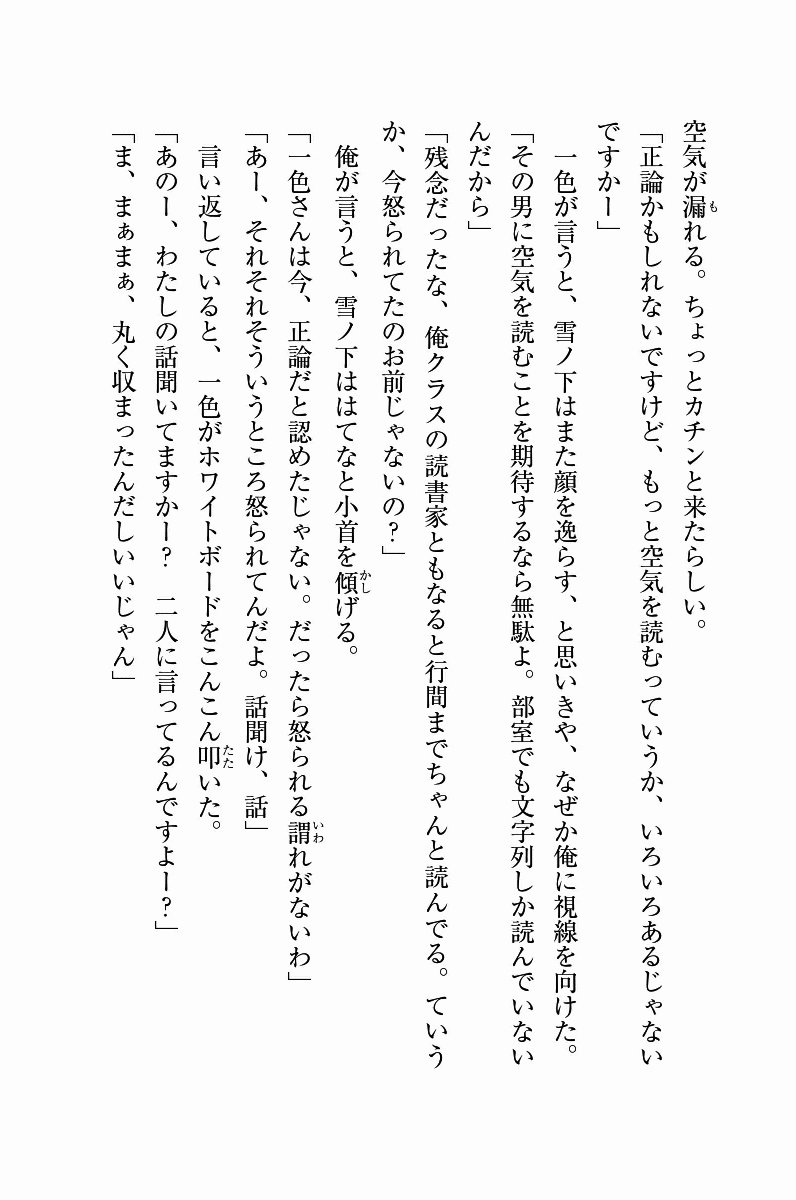 空気が漏れる。ちょっとカチンと来たらしい。
「正論かもしれないですけど、もっと空気を読むっていうか、いろいろあるじゃない
ですかー」
　一色が言うと、雪ノ下はまた顔を逸らす、と思いきや、なぜか俺に視線を向けた。
「その男に空気を読むことを期待するなら無駄よ。部室でも文字列しか読んでいない
んだから」
「残念だったな、俺クラスの読書家ともなると行間までちゃんと読んでる。ていう
か、今怒られてたのお前じゃないの？」
　俺が言うと、雪ノ下ははてなと小首を傾げる。
「一色さんは今、正論だと認めたじゃない。だったら怒られる謂れがないわ」
「あー、それそれそういうところ怒られてんだよ。話聞け、話」
　言い返していると、一色がホワイトボードをこんこん叩いた。
「あのー、わたしの話聞いてますかー？　二人に言ってるんですよー？」
「ま、まぁまぁ、丸く収まったんだしいいじゃん」